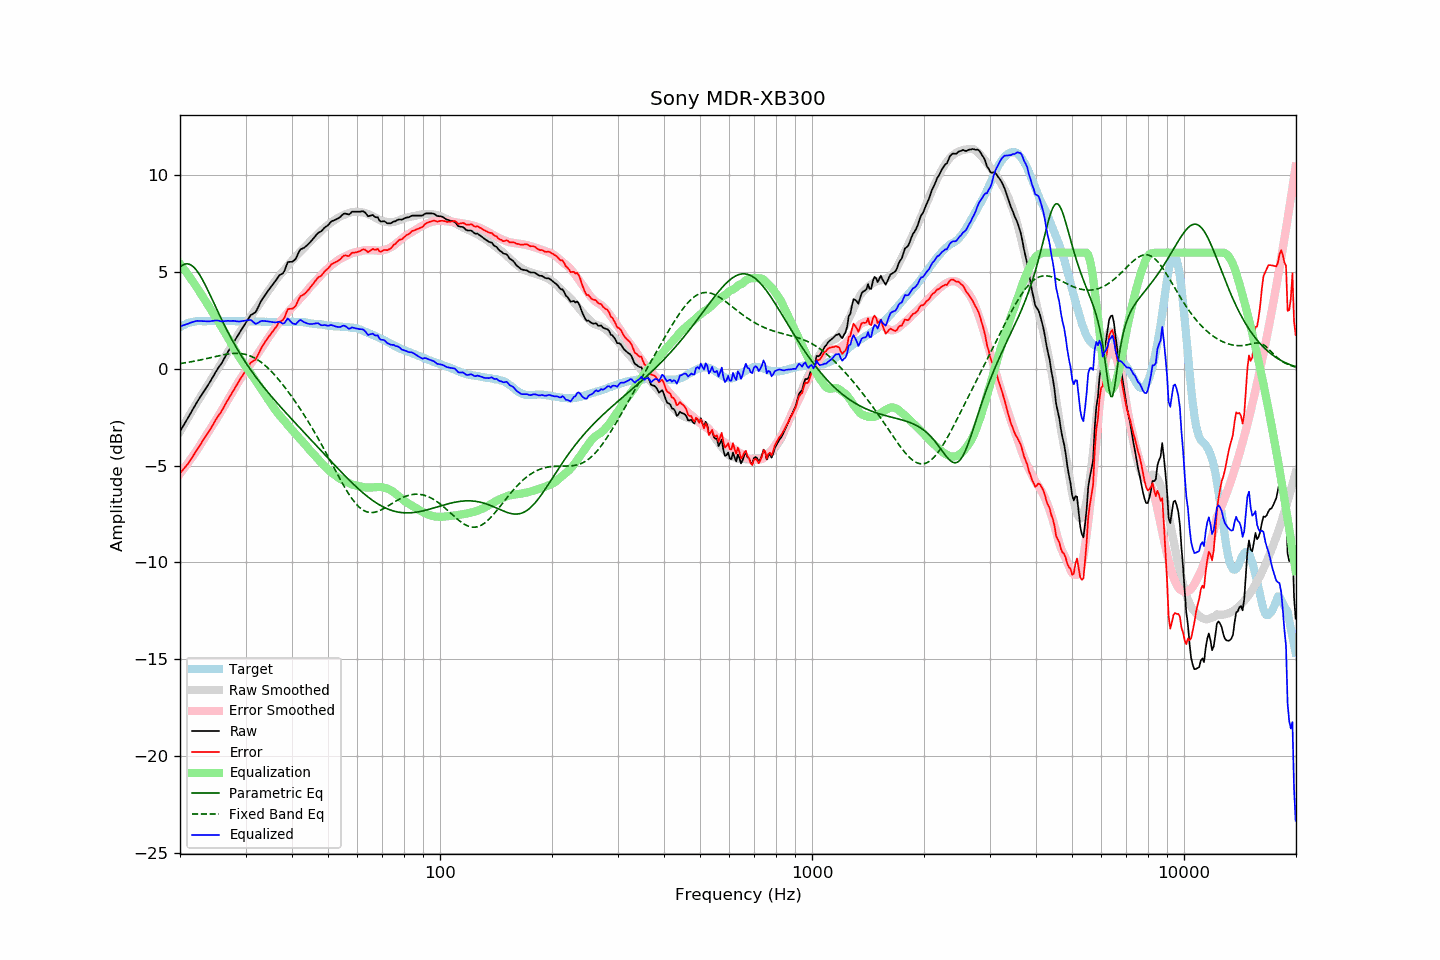 Sony MDR-XB300
Amplitude (dBr)
10
5
0
−5
−10
−15
−20
−25
Target
Raw Smoothed
Error Smoothed
Raw
Error
Equalization
Parametric Eq
Fixed Band Eq
Equalized
100 1000 10000
Frequency (Hz)